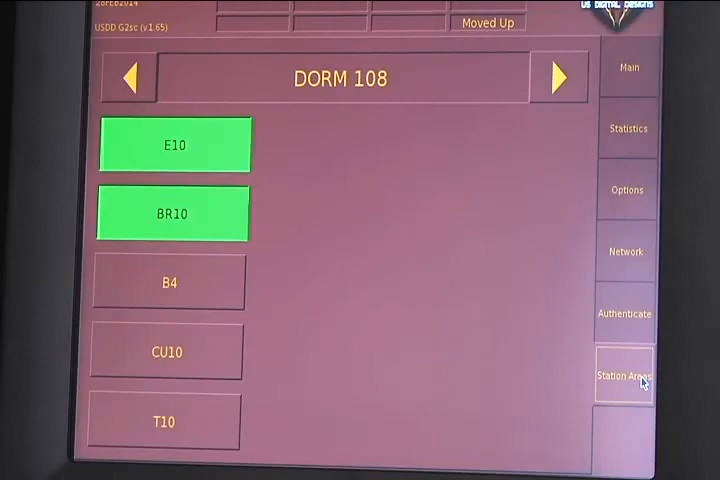 28FEB2014
USDD G2sc (v1.65)
Moved Up
US DIGITAL DESIGNS
DORM 108
E10
BR10
B4
CU10
T10
Main
Statistics
Options
Network
Authenticate
Station Areas